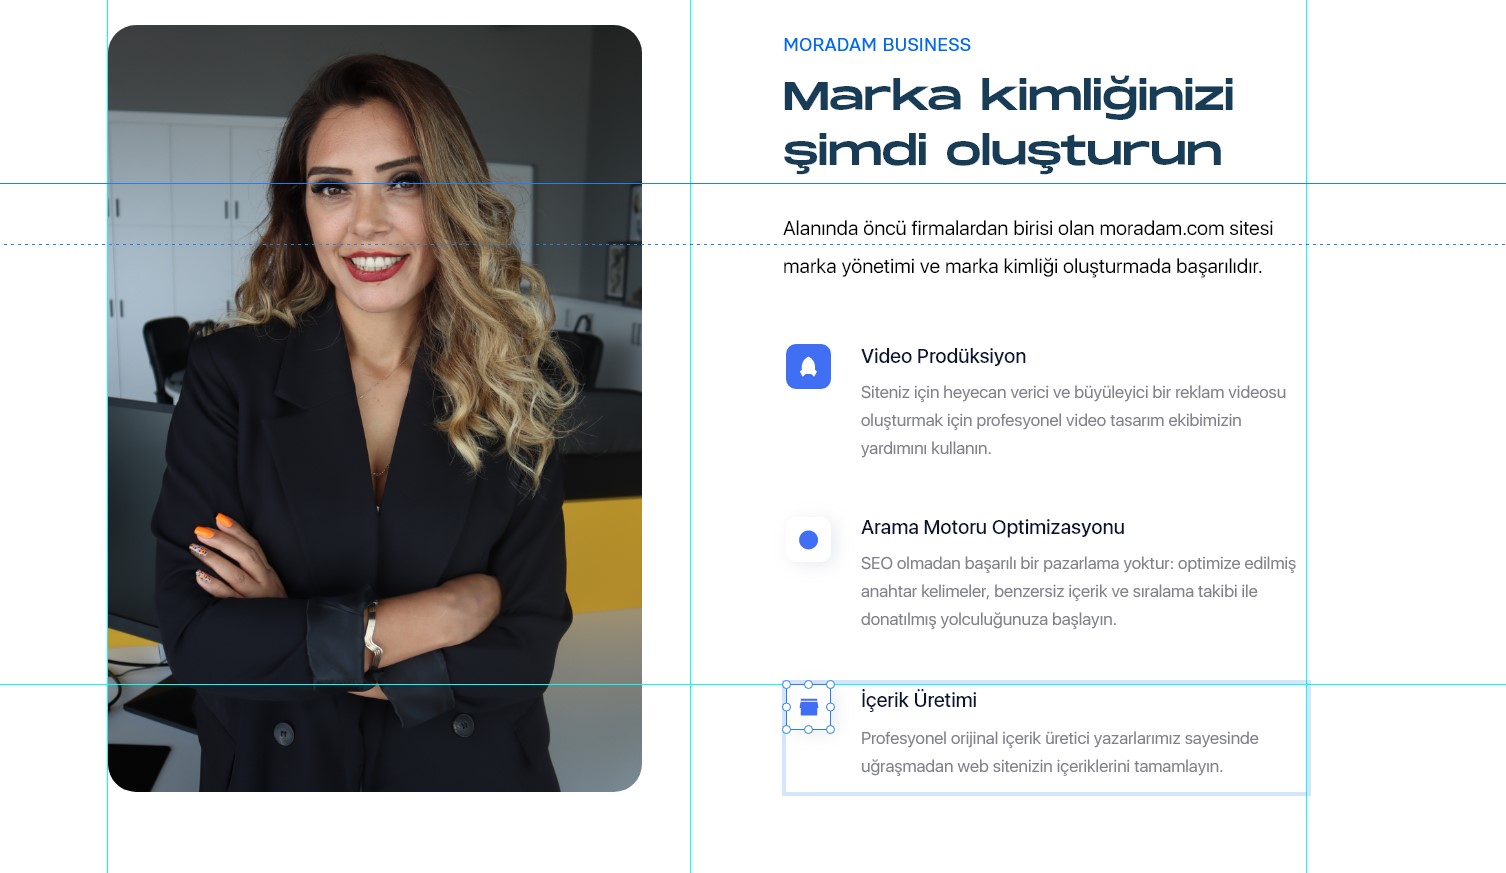 MORADAM BUSINESS
Marka kimliğinizi
şimdi oluşturun
Alanında öncü firmalardan birisi olan moradam.com sitesi
marka yönetimi ve marka kimliği oluşturmada başarılıdır.
Video Prodüksiyon
Siteniz için heyecan verici ve büyüleyici bir reklam videosu
oluşturmak için profesyonel video tasarım ekibimizin
yardımını kullanın.
Arama Motoru Optimizasyonu
SEO olmadan başarılı bir pazarlama yoktur: optimize edilmiş
anahtar kelimeler, benzersiz içerik ve sıralama takibi ile
donatılmış yolculuğunuza başlayın.
İçerik Üretimi
Profesyonel orijinal içerik üretici yazarlarımız sayesinde
uğraşmadan web sitenizin içeriklerini tamamlayın.